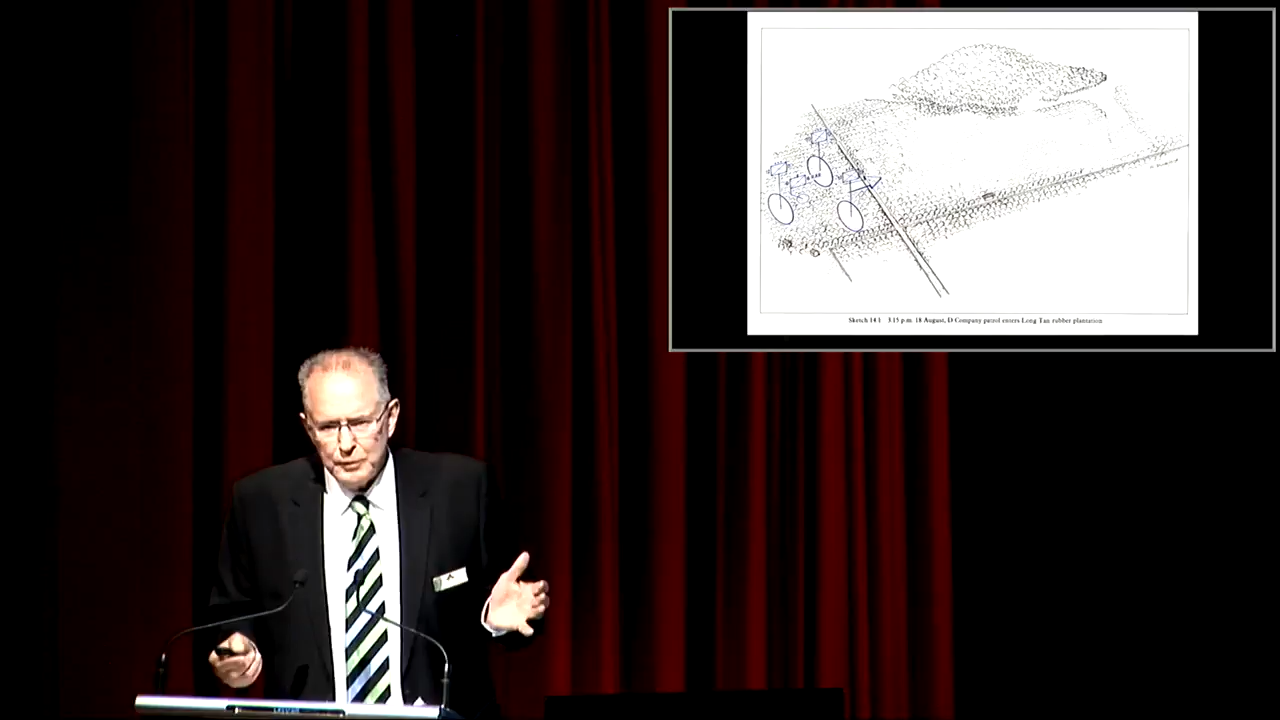 Sketch 14.1 3.15 p.m. 18 August, D Company patrol enters Long Tan rubber plantation